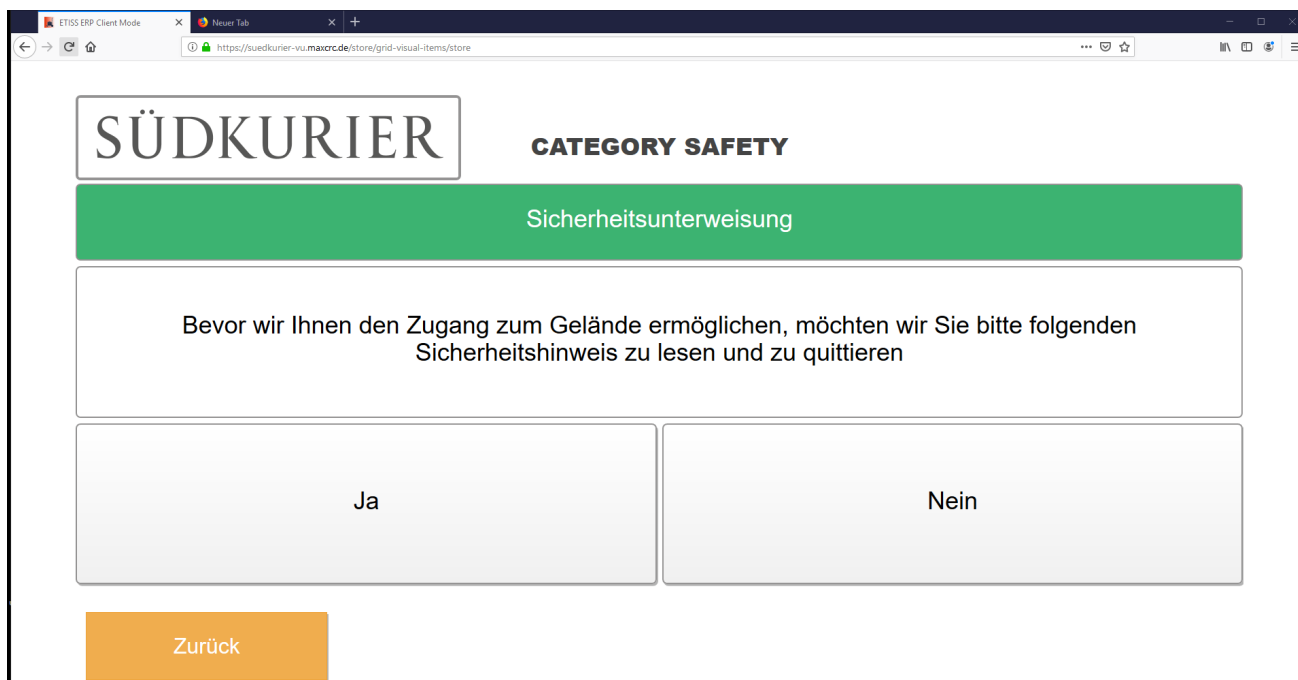 ETISS ERP Client Mode
Neuer Tab
https://suedkurier-vu.maxcrc.de/store/grid-visual-items/store
SÜDKURIER
CATEGORY SAFETY
Sicherheitsunterweisung
Bevor wir Ihnen den Zugang zum Gelände ermöglichen, möchten wir Sie bitte folgenden
Sicherheitshinweis zu lesen und zu quittieren
Ja
Nein
Zurück